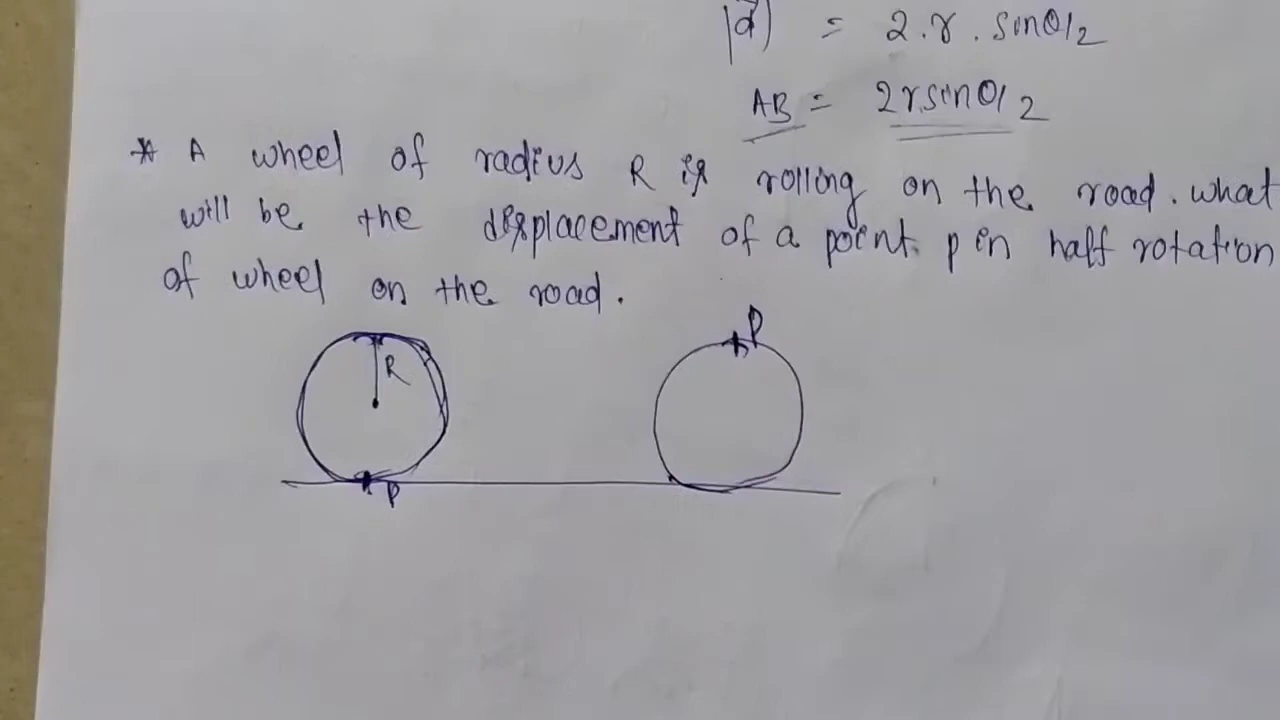 |d⃗| = 2.r.sinθ/2
AB = 2rsinθ/2
* A wheel of radius R is rolling on the road. what
will be the displacement of a point p in half rotation
of wheel on the road.
P
R
P